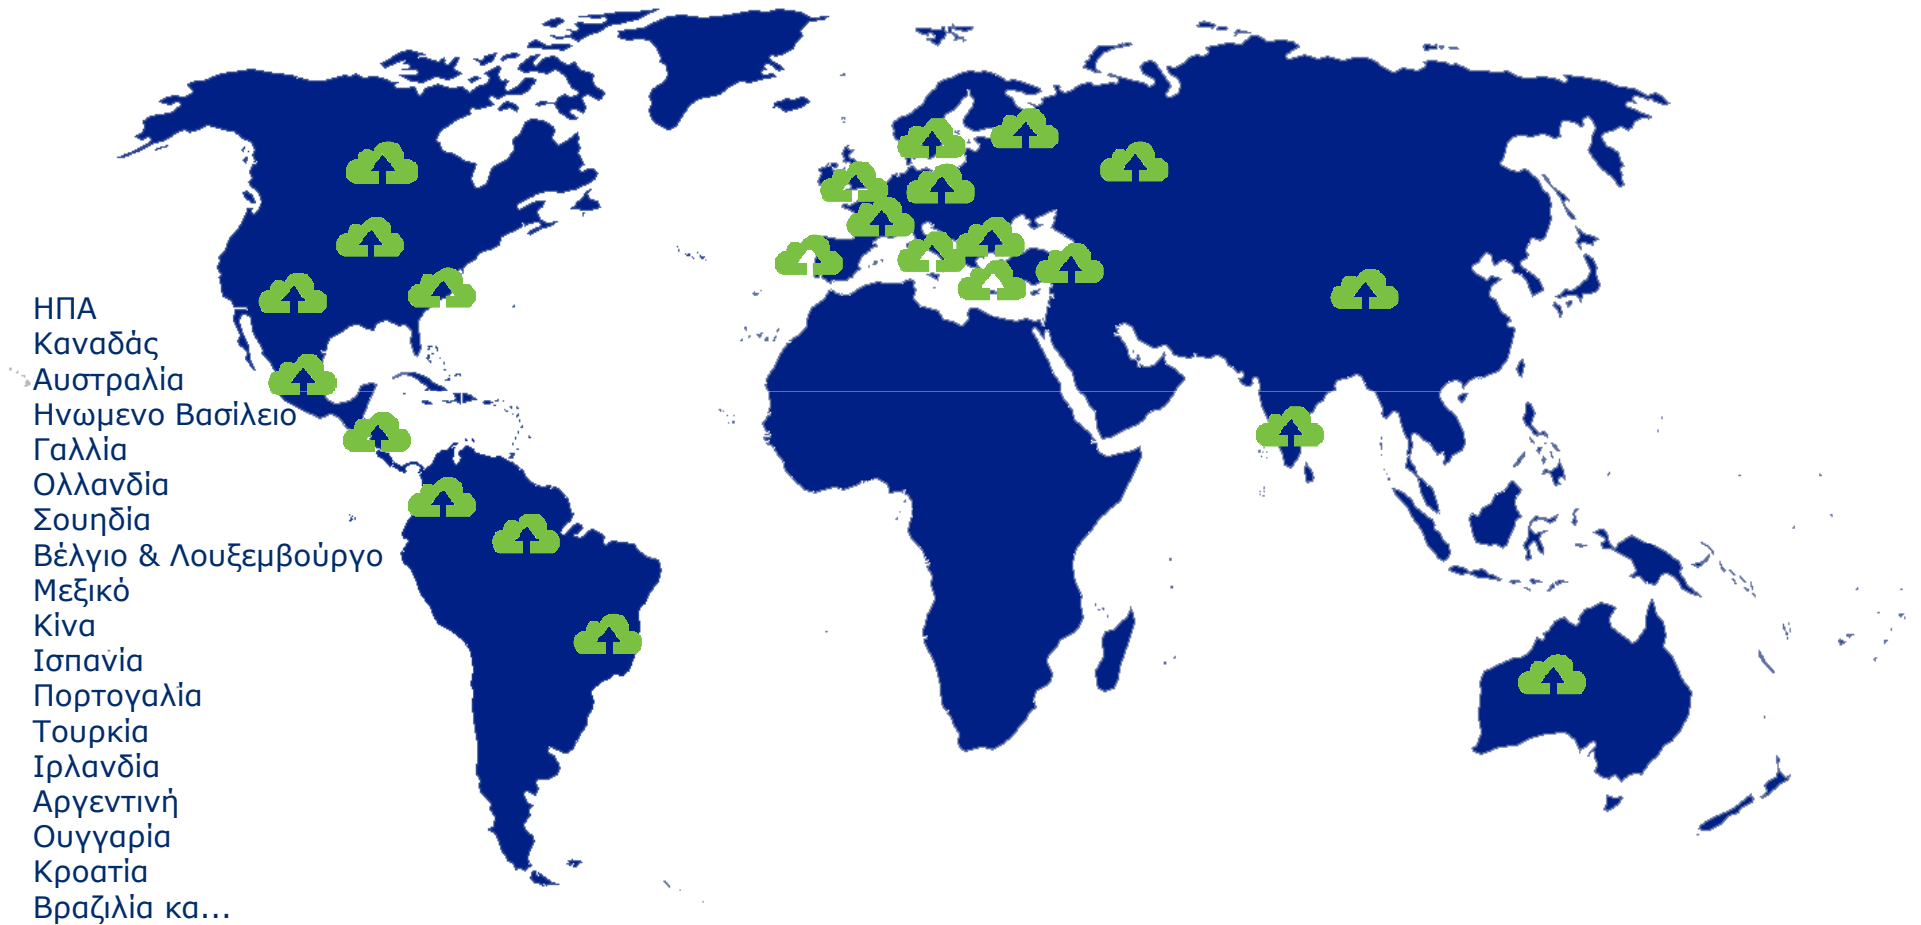 ΗΠΑ
Καναδάς
Αυστραλία
Ηνωμενο Βασίλειο
Γαλλία
Ολλανδία
Σουηδία
Βέλγιο & Λουξεμβούργο
Μεξικό
Κίνα
Ισπανία
Πορτογαλία
Τουρκία
Ιρλανδία
Αργεντινή
Ουγγαρία
Κροατία
Βραζιλία κα...